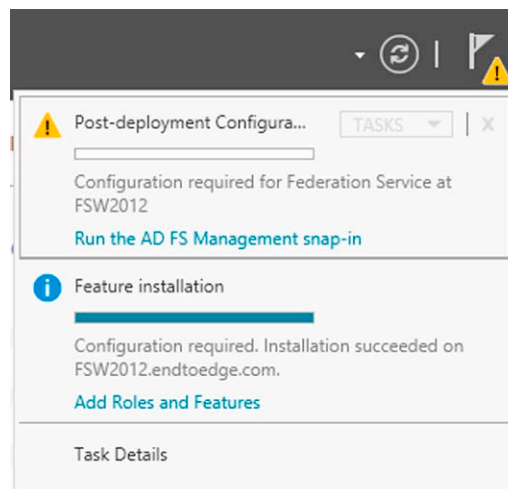 Post-deployment Configura...
TASKS
X
Configuration required for Federation Service at
FSW2012
Run the AD FS Management snap-in
Feature installation
Configuration required. Installation succeeded on
FSW2012.endtoedge.com.
Add Roles and Features
Task Details